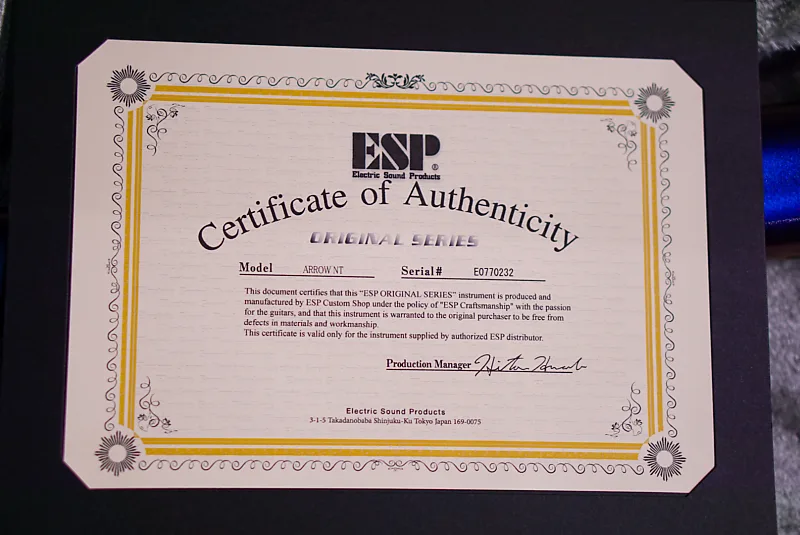 ESP®
Electric Sound Products
Certificate of Authenticity
ORIGINAL SERIES
Model ARROW NT Serial# E0770232
This document certifies that this "ESP ORIGINAL SERIES" instrument is produced and
manufactured by ESP Custom Shop under the policy of "ESP Craftsmanship" with the passion
for the guitars, and that this instrument is warranted to the original purchaser to be free from
defects in materials and workmanship.
This certificate is valid only for the instrument supplied by authorized ESP distributor.
Production Manager
Electric Sound Products
3-1-5 Takadanobaba Shinjuku-Ku Tokyo Japan 169-0075